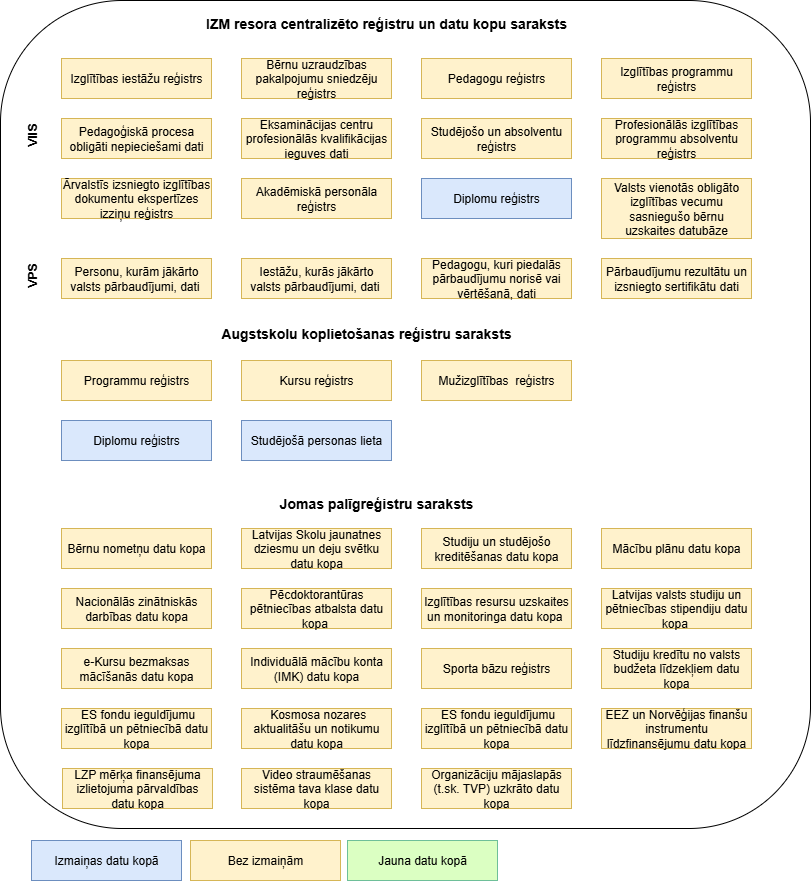 IZM resora centralizēto reģistru un datu kopu saraksts
Izglītības iestāžu reģistrs
Bērnu uzraudzības
pakalpojumu sniedzēju
reģistrs
Pedagogu reģistrs
Izglītības programmu
reģistrs
VIIS
Pedagoģiskā procesa
obligāti nepieciešami dati
Eksaminācijas centru
profesionālās kvalifikācijas
ieguves dati
Studējošo un absolventu
reģistrs
Profesionālās izglītības
programmu absolventu
reģistrs
Ārvalstīs izsniegto izglītības
dokumentu ekspertīzes
izziņu reģistrs
Akadēmiskā personāla
reģistrs
Diplomu reģistrs
Valsts vienotās obligāto
izglītības vecumu
sasniegušo bērnu
uzskaites datubāze
VPS
Personu, kurām jākārto
valsts pārbaudījumi, dati
Iestāžu, kurās jākārto
valsts pārbaudījumi, dati
Pedagogu, kuri piedalās
pārbaudījumu norisē vai
vērtēšanā, dati
Pārbaudījumu rezultātu un
izsniegto sertifikātu dati
Augstskolu koplietošanas reģistru saraksts
Programmu reģistrs
Kursu reģistrs
Mužizglītības  reģistrs
Diplomu reģistrs
Studējošā personas lieta
Jomas palīgreģistru saraksts
Bērnu nometņu datu kopa
Latvijas Skolu jaunatnes
dziesmu un deju svētku
datu kopa
Studiju un studējošo
kreditēšanas datu kopa
Mācību plānu datu kopa
Nacionālās zinātniskās
darbības datu kopa
Pēcdoktorantūras
pētniecības atbalsta datu
kopa
Izglītības resursu uzskaites
un monitoringa datu kopa
Latvijas valsts studiju un
pētniecības stipendiju datu
kopa
e-Kursu bezmaksas
mācīšanās datu kopa
Individuālā mācību konta
(IMK) datu kopa
Sporta bāzu reģistrs
Studiju kredītu no valsts
budžeta līdzekļiem datu
kopa
ES fondu ieguldījumu
izglītībā un pētniecībā datu
kopa
Kosmosa nozares
aktualitāšu un notikumu
datu kopa
ES fondu ieguldījumu
izglītībā un pētniecībā datu
kopa
EEZ un Norvēģijas finanšu
instrumentu
līdzfinansējumu datu kopa
LZP mērķa finansējuma
izlietojuma pārvaldības
datu kopa
Video straumēšanas
sistēma tava klase datu
kopa
Organizāciju mājaslapās
(t.sk. TVP) uzkrāto datu
kopa
Izmaiņas datu kopā
Bez izmaiņām
Jauna datu kopā